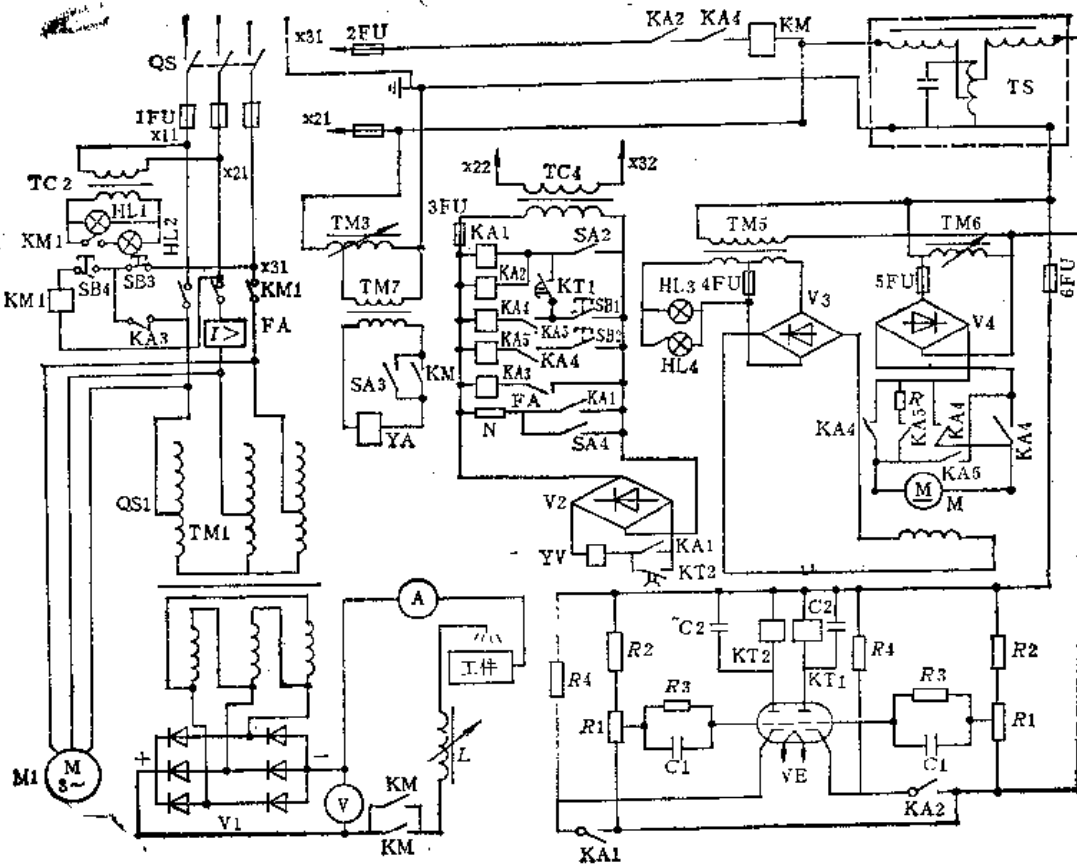 QS
x31
2FU
KA2
KA4
KM
1FU
x11
x21
TS
x21
x22
TC4
x32
TC2
HL1
HL2
KM1
3FU
TM3
KA1
SA2
TM5
TM6
KA2
KT1
x31
KM1
SB4
SB3
KM1
TM7
HL3
4FU
V3
5FU
6FU
KA4
KA5
SB1
V4
FA
I>
KA3
KA5
KA4
SB2
HL4
SA3
KM
KA3
FA
KA1
R
KA4
KA5
KA4
KA4
YA
N
SA4
KA5
M
M
QS1
TM1
V2
YV
KA1
KT2
A
C2
C2
工件
R4
R2
KT2
KT1
R4
R2
R3
R3
R1
R1
L
C1
C1
VE
M1
M
3~
+
−
V1
V
KM
KM
KA2
KA1